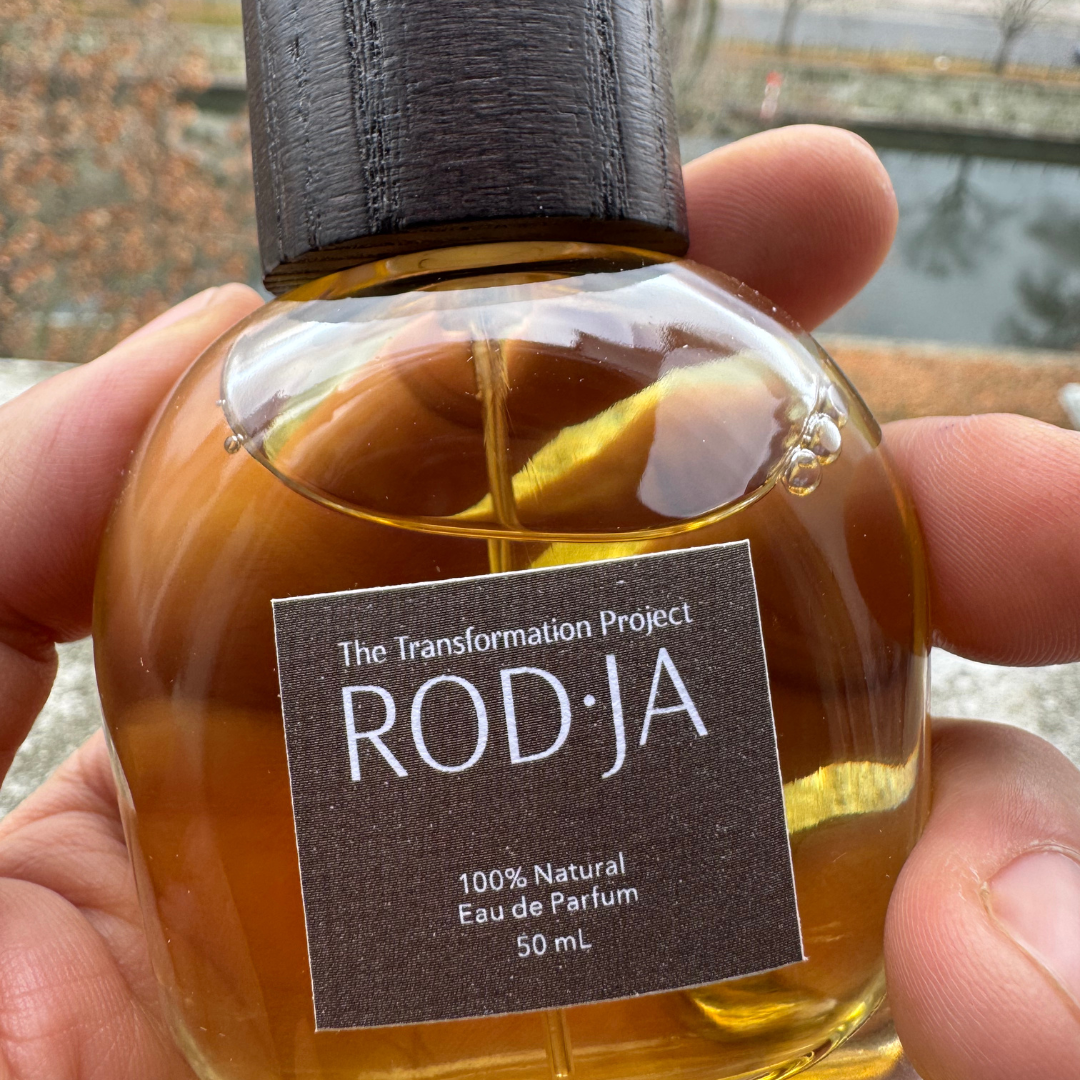 The Transformation Project
ROD·JA
100% Natural
Eau de Parfum
50 mL